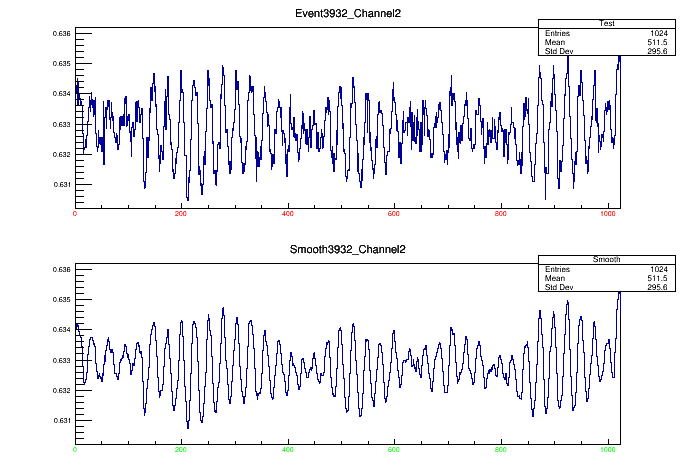 Event3932_Channel2
Test
Entries 1024
Mean 511.5
Std Dev 295.6
0.636
0.635
0.634
0.633
0.632
0.631
0 200 400 600 800 1000
Smooth3932_Channel2
Smooth
Entries 1024
Mean 511.5
Std Dev 295.6
0.636
0.635
0.634
0.633
0.632
0.631
0 200 400 600 800 1000